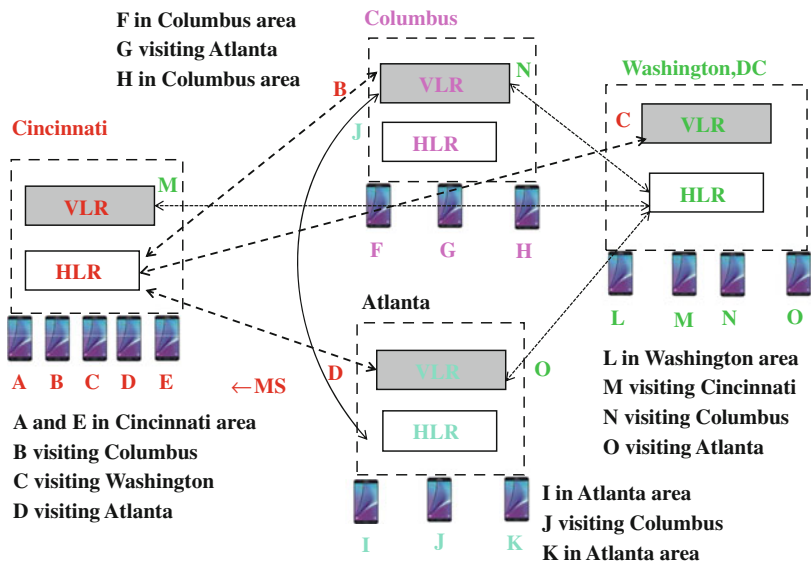 F in Columbus area
G visiting Atlanta
H in Columbus area
Columbus
B
VLR
N
J
HLR
F
G
H
Washington,DC
C
VLR
HLR
L
M
N
O
L in Washington area
M visiting Cincinnati
N visiting Columbus
O visiting Atlanta
Cincinnati
M
VLR
HLR
A
B
C
D
E
←MS
A and E in Cincinnati area
B visiting Columbus
C visiting Washington
D visiting Atlanta
Atlanta
D
VLR
O
HLR
I
J
K
I in Atlanta area
J visiting Columbus
K in Atlanta area